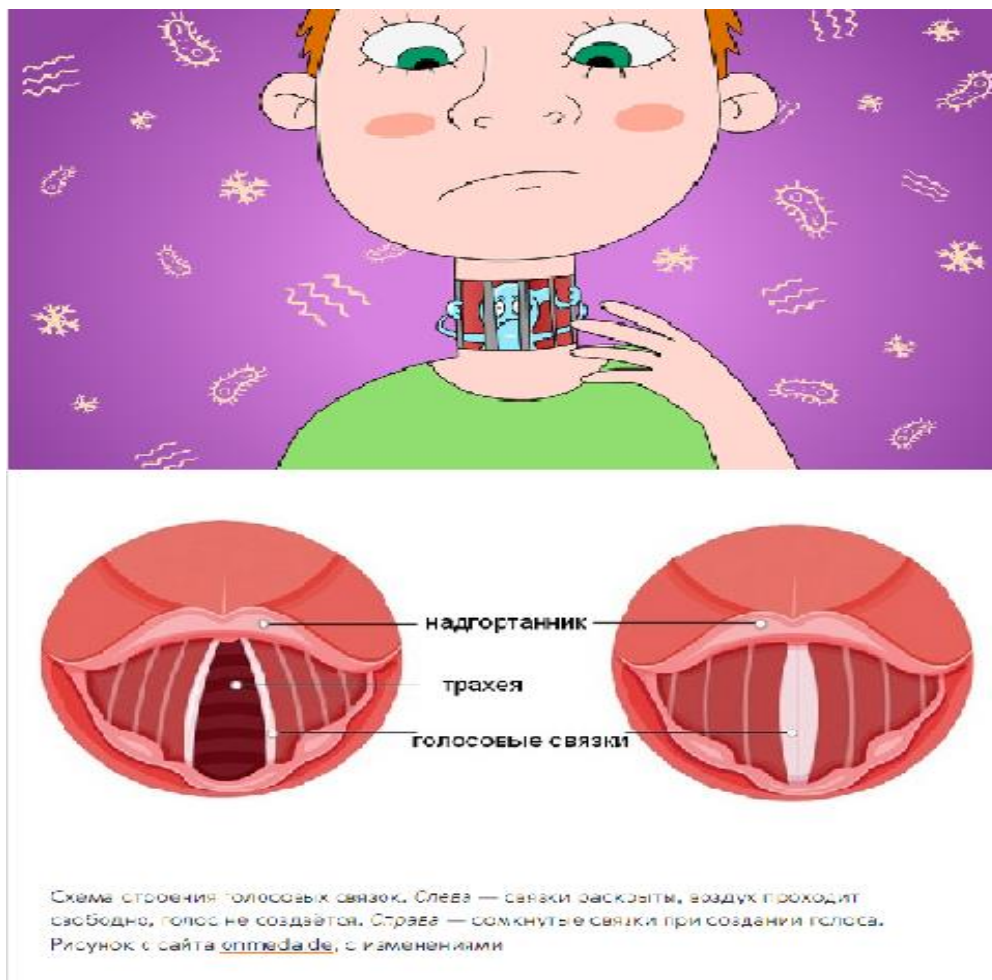 надгортанник
трахея
голосовые связки
Схема строения голосовых связок. Слева — связки раскрыты, воздух проходит
свободно, голос не создаётся. Справа — сомкнутые связки при создании голоса.
Рисунок с сайта onmeda.de, с изменениями